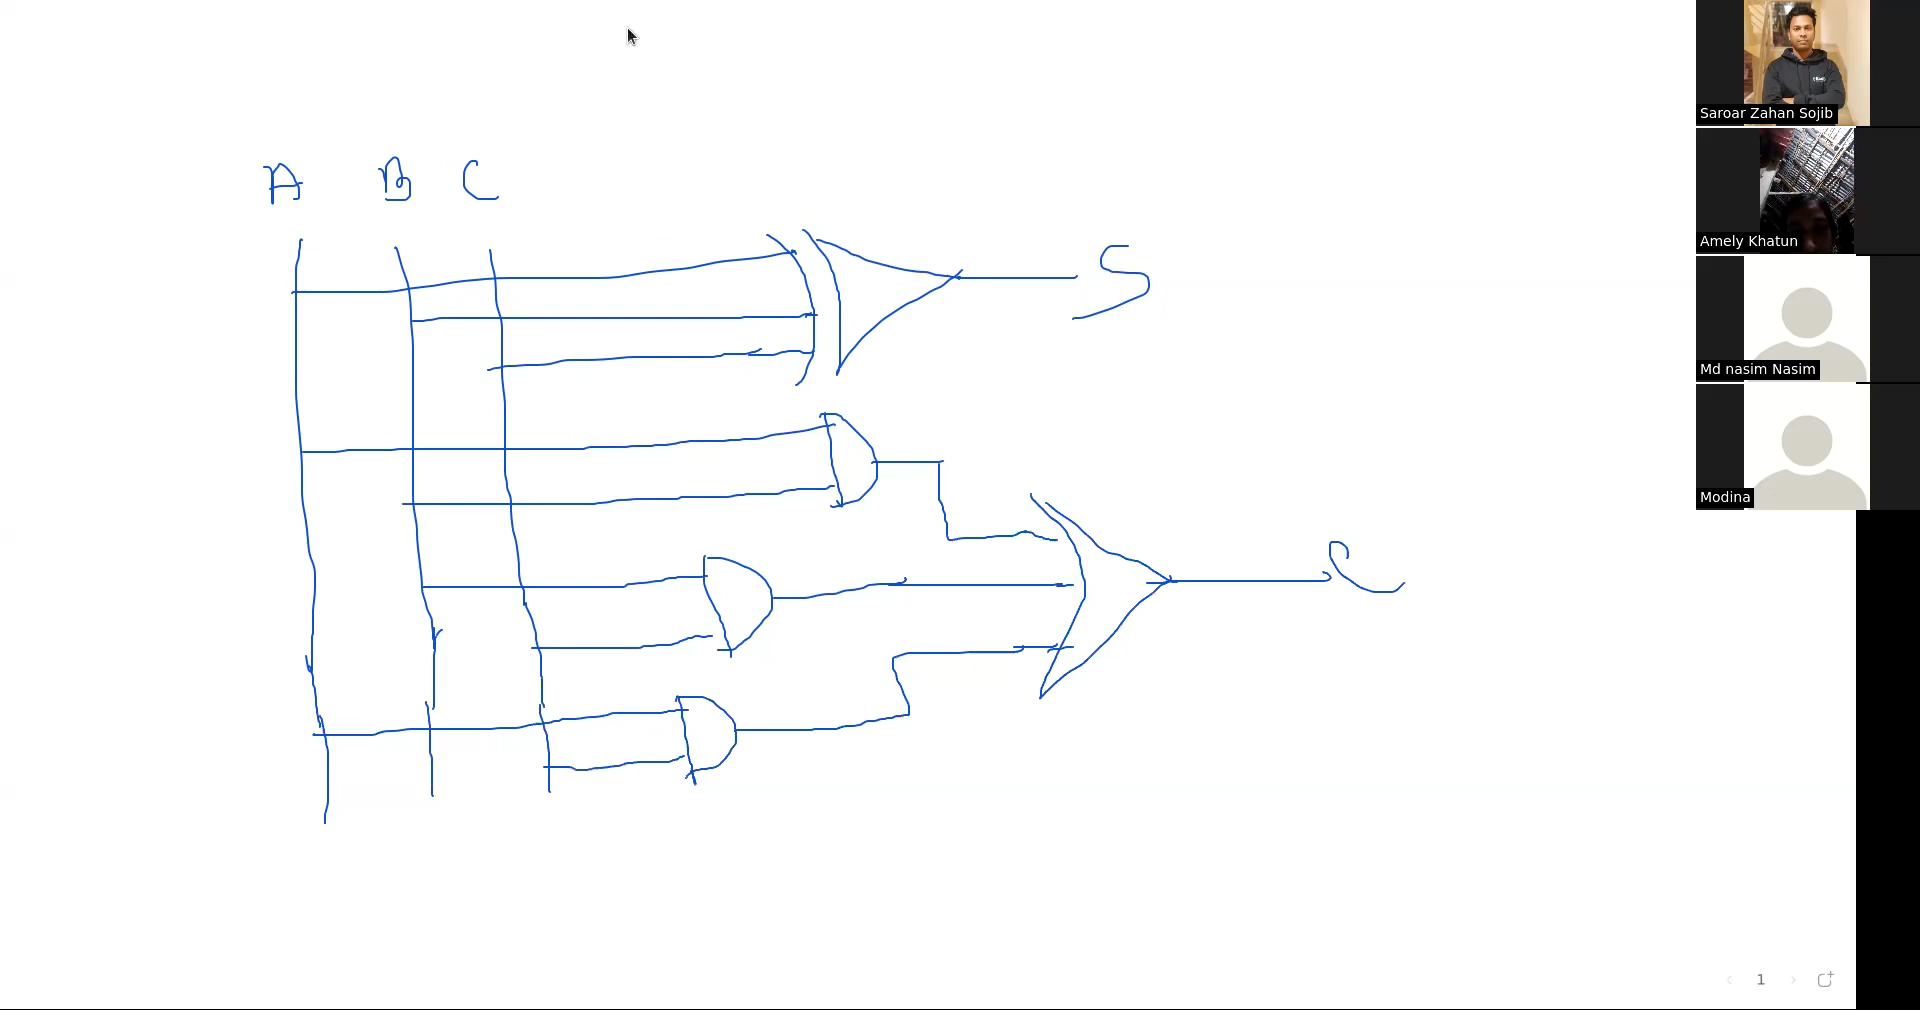 A B C
S
C
Saroar Zahan Sojib
Amely Khatun
Md nasim Nasim
Modina
1